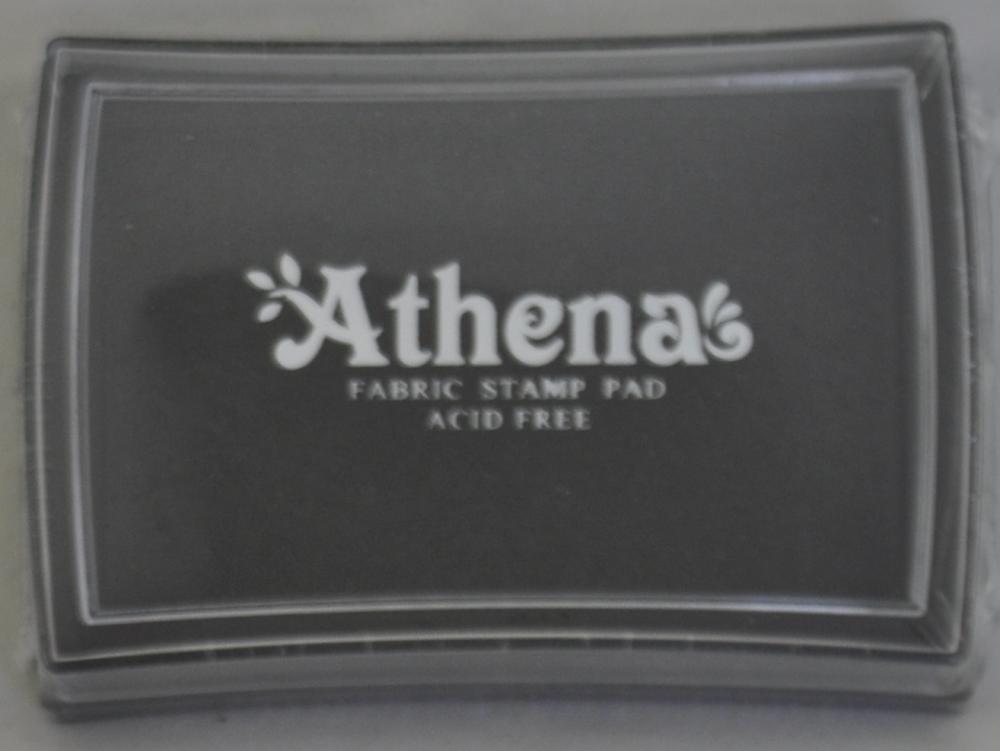 Athena
FABRIC STAMP PAD
ACID FREE